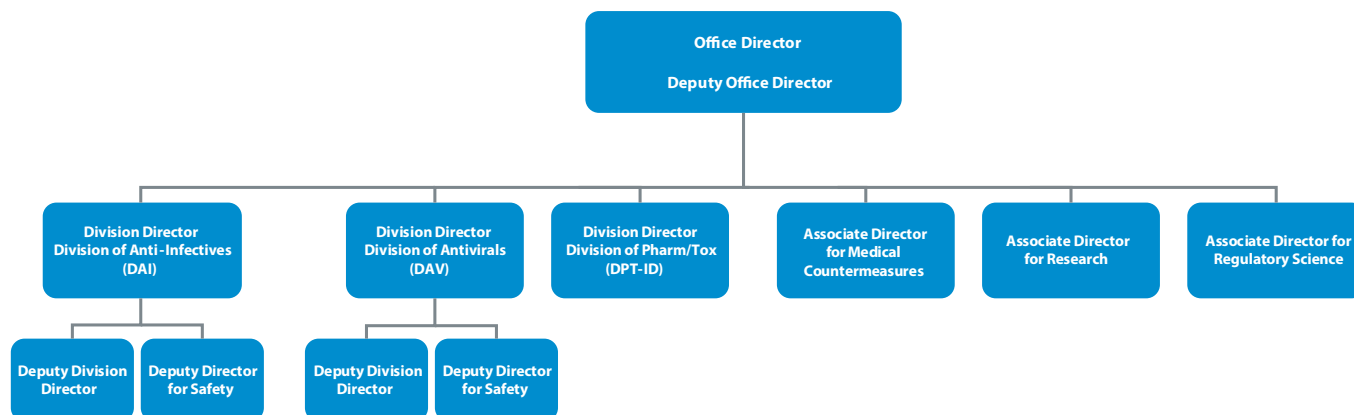 Office Director
Deputy Office Director
Division Director
Division of Anti-Infectives
(DAI)
Division Director
Division of Antivirals
(DAV)
Division Director
Division of Pharm/Tox
(DPT-ID)
Associate Director
for Medical
Countermeasures
Associate Director
for Research
Associate Director for
Regulatory Science
Deputy Division
Director
Deputy Director
for Safety
Deputy Division
Director
Deputy Director
for Safety